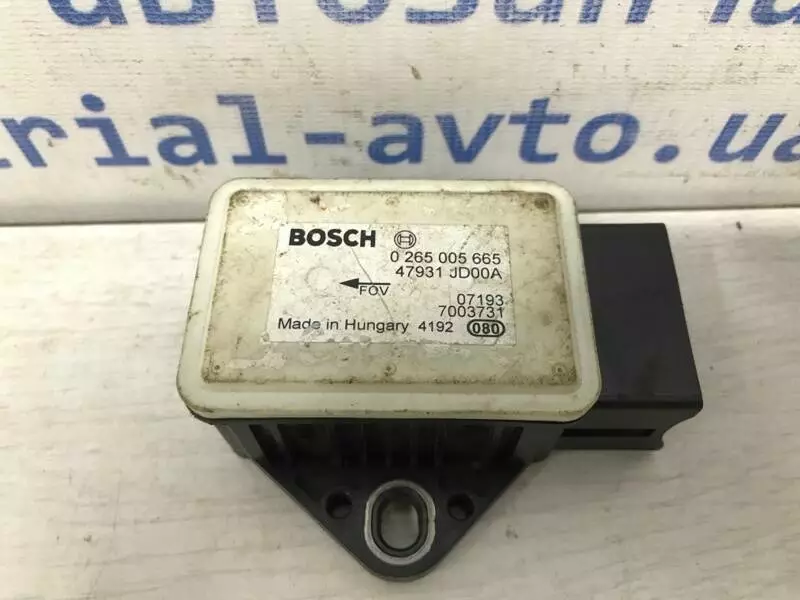 rial-avto.ua
BOSCH
0 265 005 665
47931 JD00A
FOV
07193
7003731
Made in Hungary 4192 080